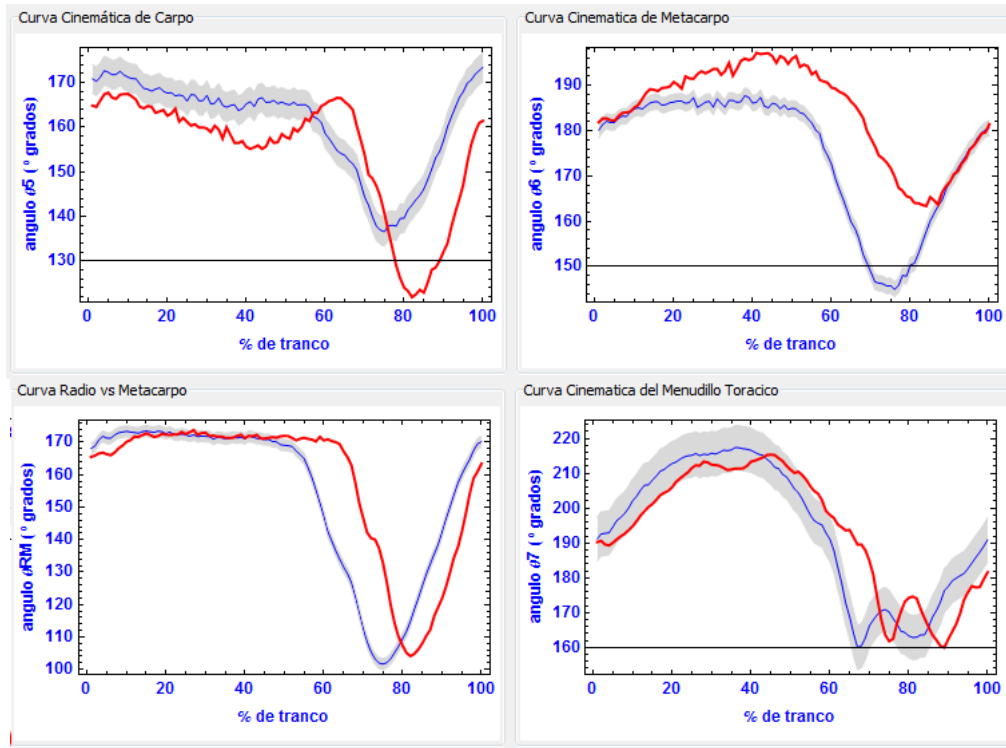 Curva Cinemática de Carpo
170
160
150
140
130
angulo ø5 ( º grados)
0 20 40 60 80 100
% de tranco
Curva Cinematica de Metacarpo
190
180
170
160
150
angulo ø6 ( º grados)
0 20 40 60 80 100
% de tranco
Curva Radio vs Metacarpo
170
160
150
140
130
120
110
100
angulo øRM ( º grados)
0 20 40 60 80 100
% de tranco
Curva Cinematica del Menudillo Toracico
220
210
200
190
180
170
160
angulo ø7 ( º grados)
0 20 40 60 80 100
% de tranco